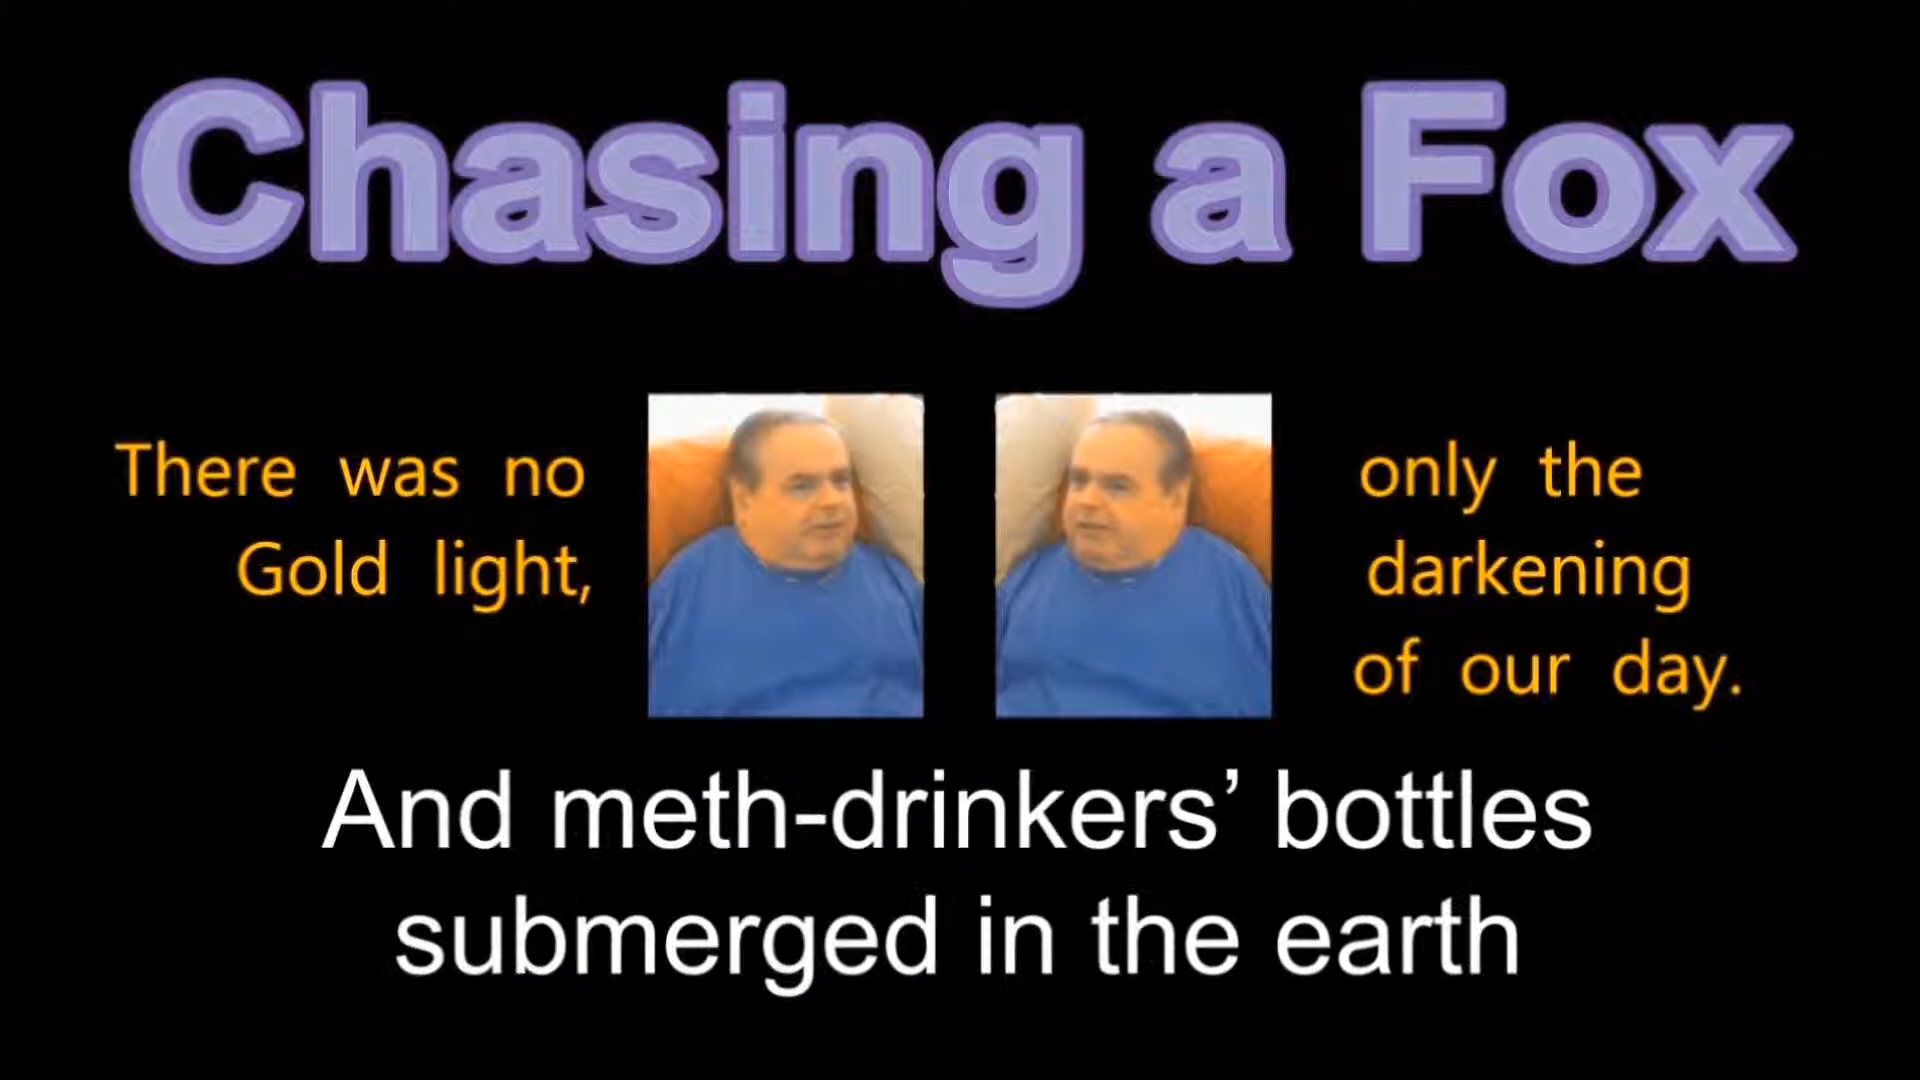 Chasing a Fox
There was no
Gold light,
only the
darkening
of our day.
And meth-drinkers’ bottles
submerged in the earth